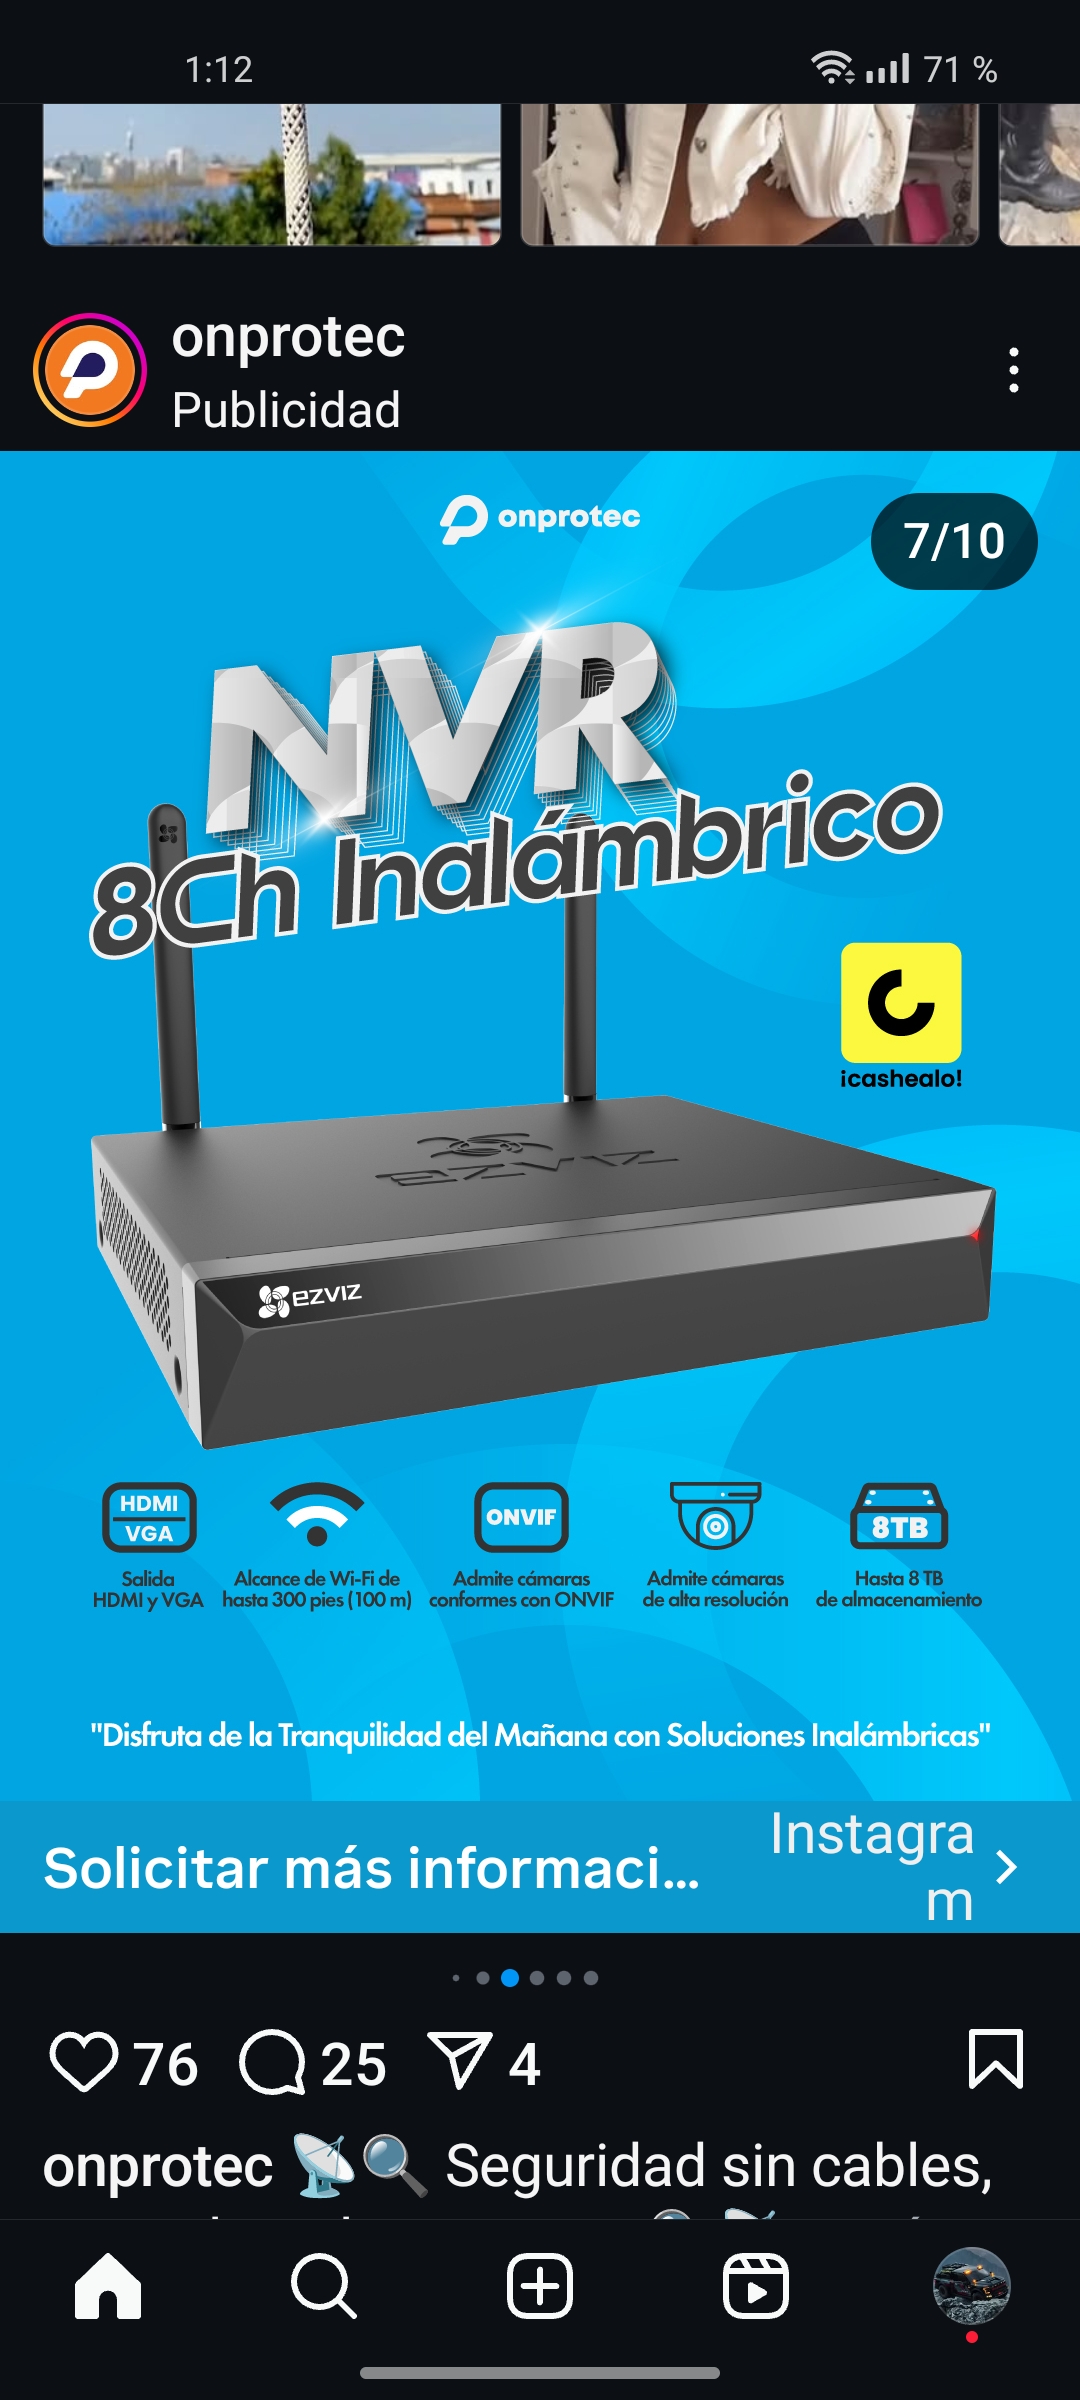 1:12
71 %
onprotec
Publicidad
onprotec
7/10
NVR
8Ch Inalámbrico
¡cashealo!
EZVIZ
EZVIZ
HDMI
VGA
Salida
HDMI y VGA
Alcance de Wi-Fi de
hasta 300 pies (100 m)
ONVIF
Admite cámaras
conformes con ONVIF
Admite cámaras
de alta resolución
8TB
Hasta 8 TB
de almacenamiento
"Disfruta de la Tranquilidad del Mañana con Soluciones Inalámbricas"
Solicitar más informaci...
Instagra
m
76
25
4
onprotec 📡🔍 Seguridad sin cables,